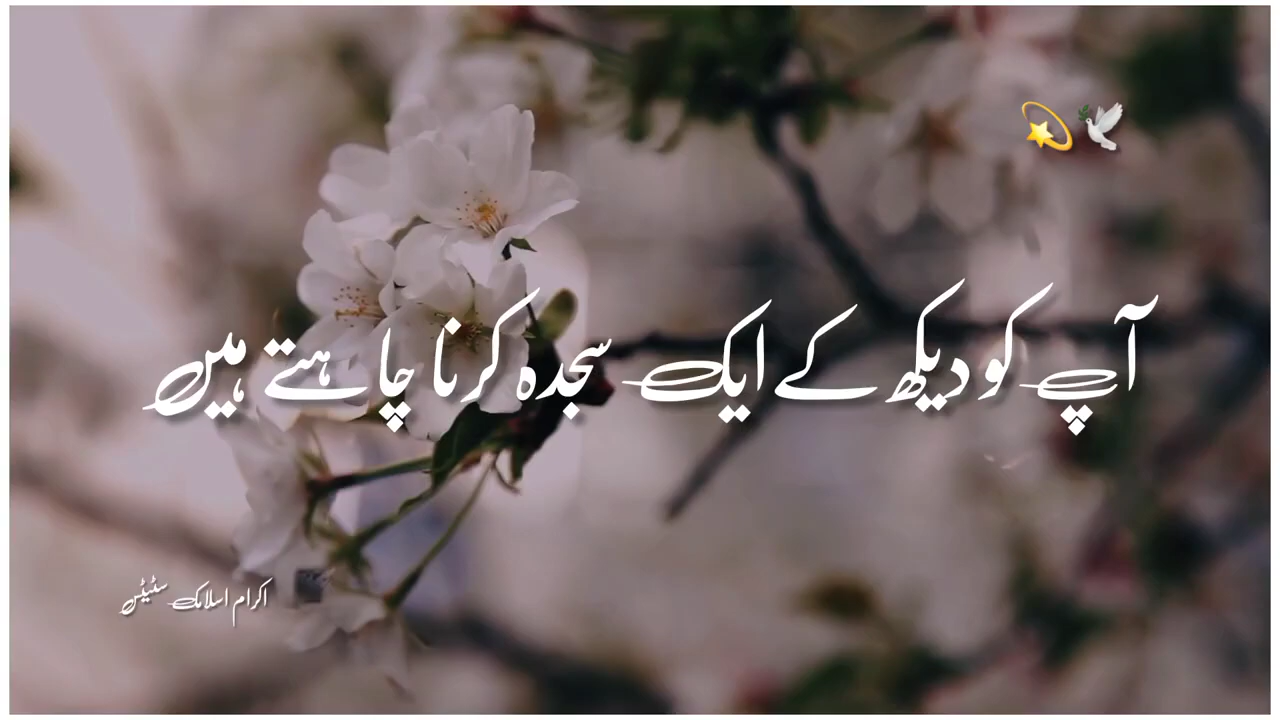 آپ کو دیکھ کے ایک سجدہ کرنا چاہتے ہیں
اکرام اسلامک سٹیٹس